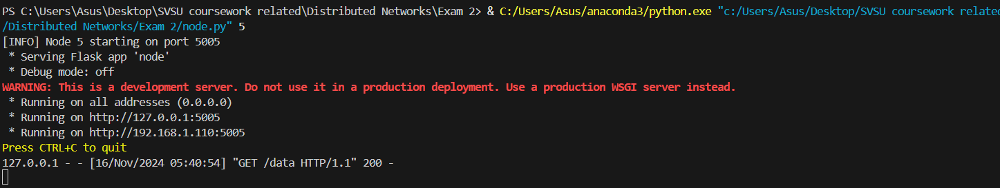 PS C:\Users\Asus\Desktop\SVSU coursework related\Distributed Networks\Exam 2> & C:/Users/Asus/anaconda3/python.exe "c:/Users/Asus/Desktop/SVSU coursework related
/Distributed Networks/Exam 2/node.py" 5
[INFO] Node 5 starting on port 5005
 * Serving Flask app 'node'
 * Debug mode: off
WARNING: This is a development server. Do not use it in a production deployment. Use a production WSGI server instead.
 * Running on all addresses (0.0.0.0)
 * Running on http://127.0.0.1:5005
 * Running on http://192.168.1.110:5005
Press CTRL+C to quit
127.0.0.1 - - [16/Nov/2024 05:40:54] "GET /data HTTP/1.1" 200 -